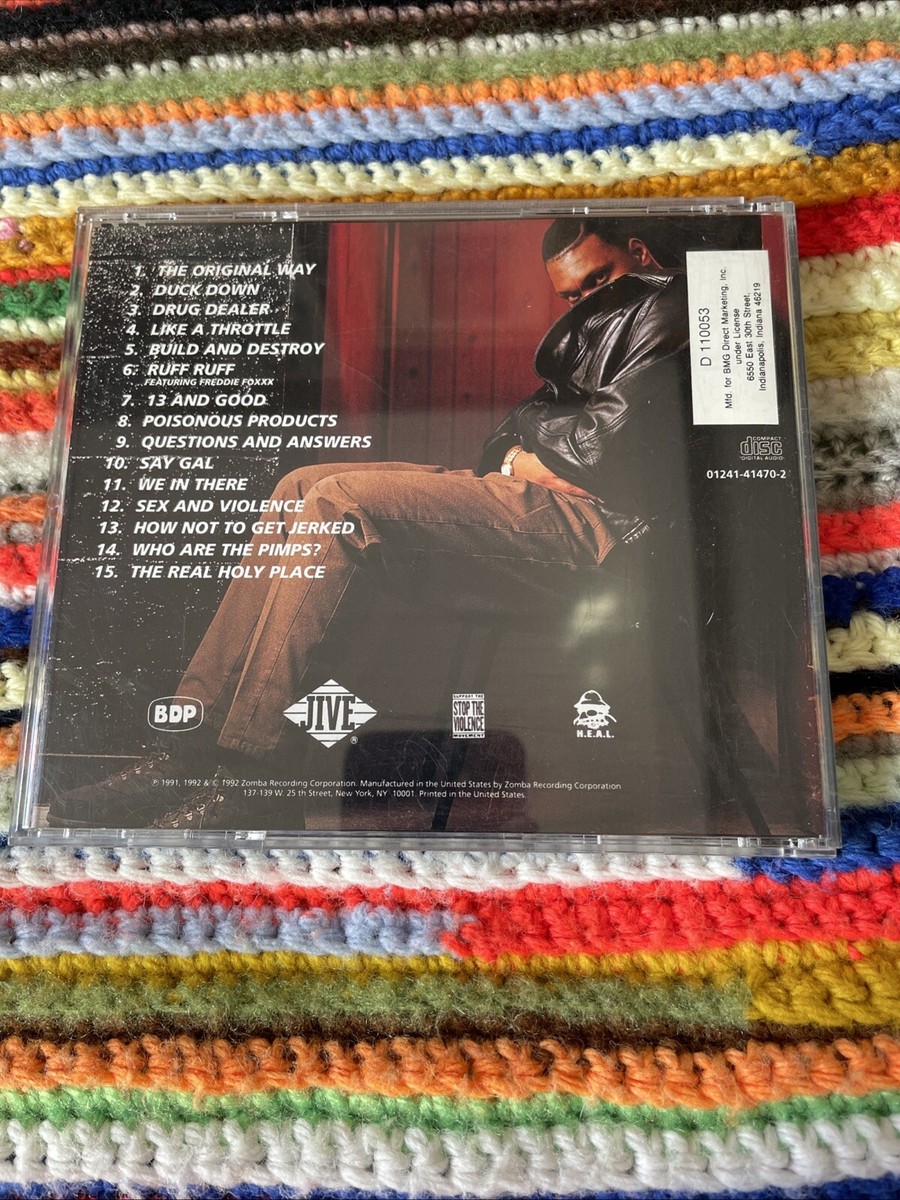 1. THE ORIGINAL WAY
2. DUCK DOWN
3. DRUG DEALER
4. LIKE A THROTTLE
5. BUILD AND DESTROY
6. RUFF RUFF
FEATURING FREDDIE FOXXX
7. 13 AND GOOD
8. POISONOUS PRODUCTS
9. QUESTIONS AND ANSWERS
10. SAY GAL
11. WE IN THERE
12. SEX AND VIOLENCE
13. HOW NOT TO GET JERKED
14. WHO ARE THE PIMPS?
15. THE REAL HOLY PLACE
D 110053
Mfd. for BMG Direct Marketing, Inc.
under License
6550 East 30th Street,
Indianapolis, Indiana 46219
COMPACT
disc
DIGITAL AUDIO
01241-41470-2
BDP
JIVE
®
SUPPORT THE
STOP THE
VIOLENCE
MOVEMENT
H.E.A.L.
℗ 1991, 1992 & © 1992 Zomba Recording Corporation. Manufactured in the United States by Zomba Recording Corporation
137-139 W. 25 th Street, New York, NY 10001. Printed in the United States.